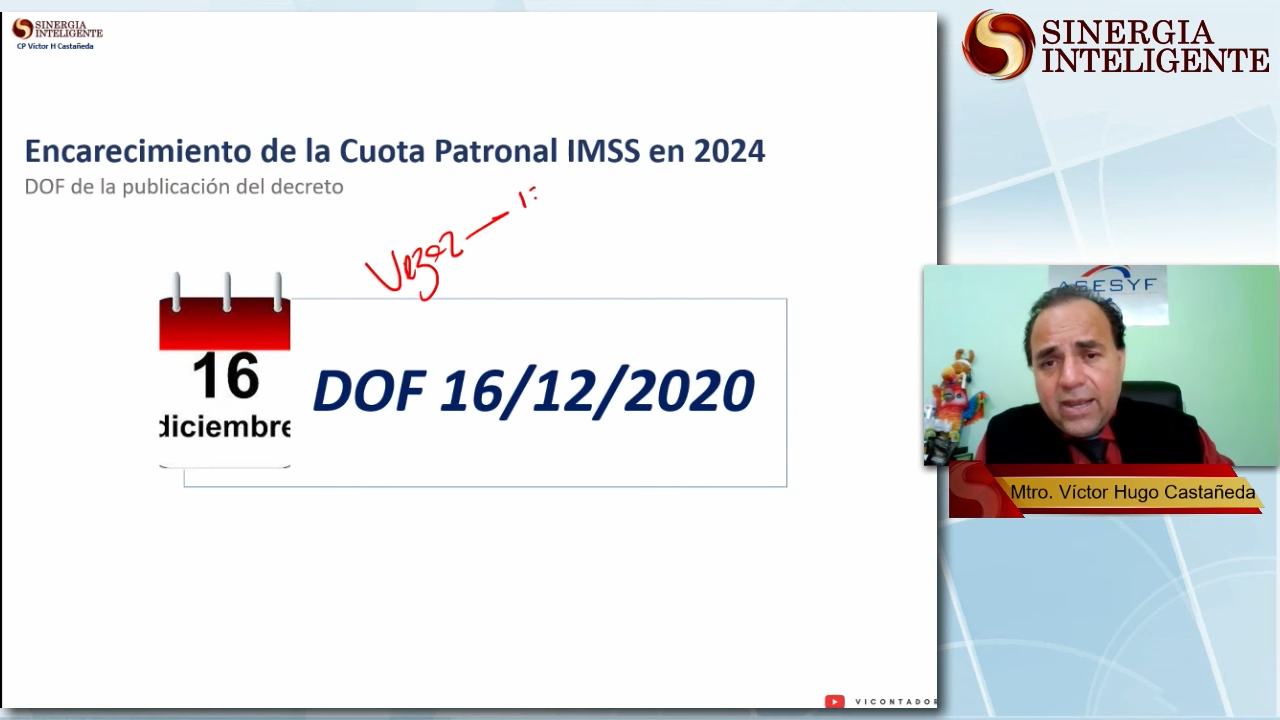 SINERGIA
INTELIGENTE
CP Víctor H Castañeda
SINERGIA
INTELIGENTE
Encarecimiento de la Cuota Patronal IMSS en 2024
DOF de la publicación del decreto
16
diciembre
DOF 16/12/2020
ASESYF
Mtro. Víctor Hugo Castañeda
VICONTADOR